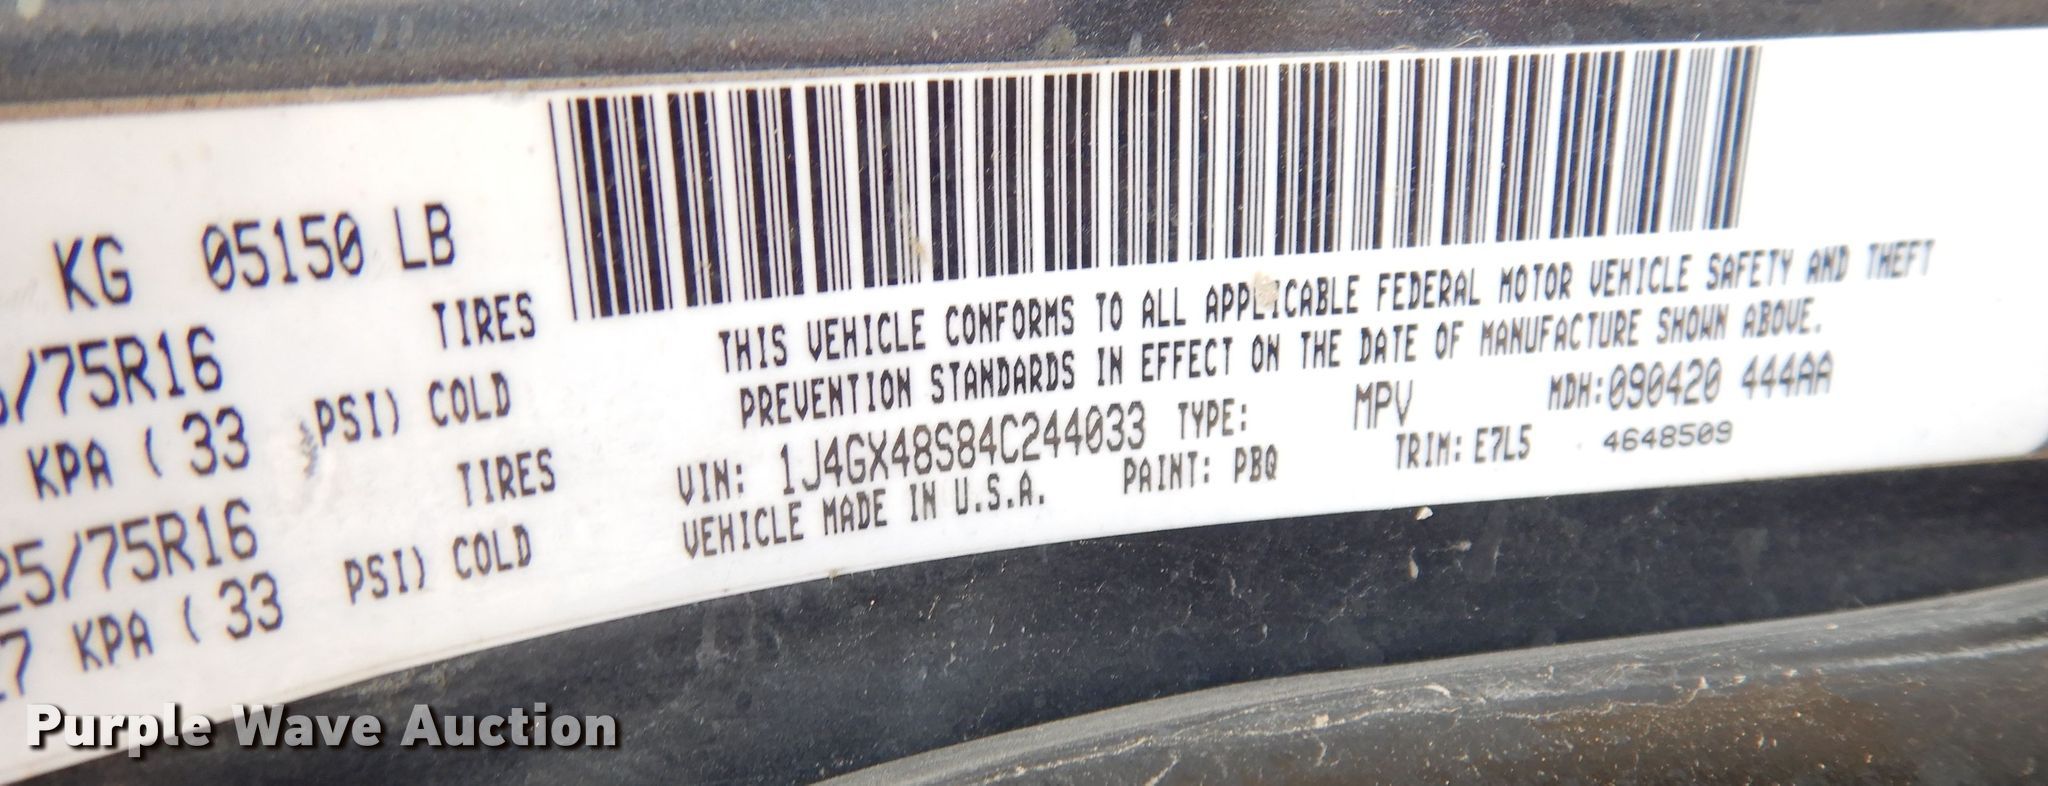 KG 05150 LB
TIRES
/75R16
KPA ( 33 PSI) COLD
TIRES
25/75R16
7 KPA ( 33 PSI) COLD
THIS VEHICLE CONFORMS TO ALL APPLICABLE FEDERAL MOTOR VEHICLE SAFETY AND THEFT
PREVENTION STANDARDS IN EFFECT ON THE DATE OF MANUFACTURE SHOWN ABOVE.
VIN: 1J4GX48S84C244033 TYPE: MPV MDH:090420 444AA
VEHICLE MADE IN U.S.A. PAINT: PBQ TRIM: E7L5 4648509
Purple Wave Auction